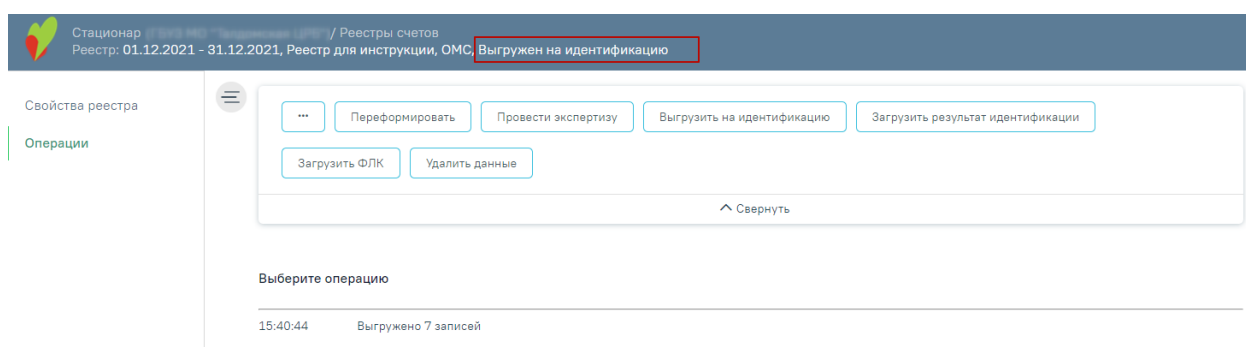 Стационар / Реестры счетов
Реестр: 01.12.2021 - 31.12.2021, Реестр для инструкции, ОМС, Выгружен на идентификацию
Свойства реестра
Операции
... Переформировать Провести экспертизу Выгрузить на идентификацию Загрузить результат идентификации
Загрузить ФЛК Удалить данные
Свернуть
Выберите операцию
15:40:44 Выгружено 7 записей